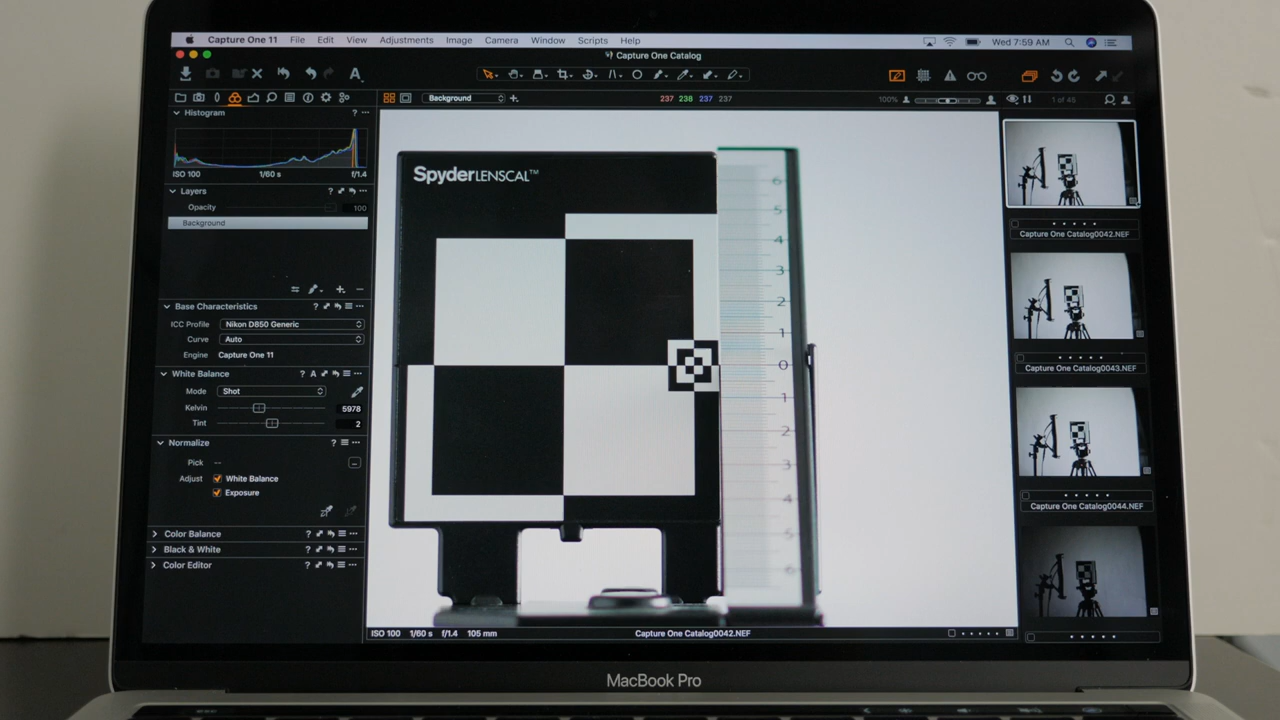 Capture One 11 File Edit View Adjustments Image Camera Window Scripts Help Wed 7:59 AM
Capture One Catalog
A
Background 237 238 237 237 100% 1 of 45
Histogram ?
ISO 100 1/60 s f/1.4
Layers ?
Opacity 100
Background
Base Characteristics ?
ICC Profile Nikon D850 Generic
Curve Auto
Engine Capture One 11
White Balance ? A
Mode Shot
Kelvin 5978
Tint 2
Normalize ?
Pick --
Adjust White Balance
Exposure
Color Balance ?
Black & White ?
Color Editor ?
SpyderLENSCAL™
6
5
4
3
2
1
0
1
2
3
4
5
6
ISO 100 1/60 s f/1.4 105 mm Capture One Catalog0042.NEF
Capture One Catalog0042.NEF
Capture One Catalog0043.NEF
Capture One Catalog0044.NEF
MacBook Pro